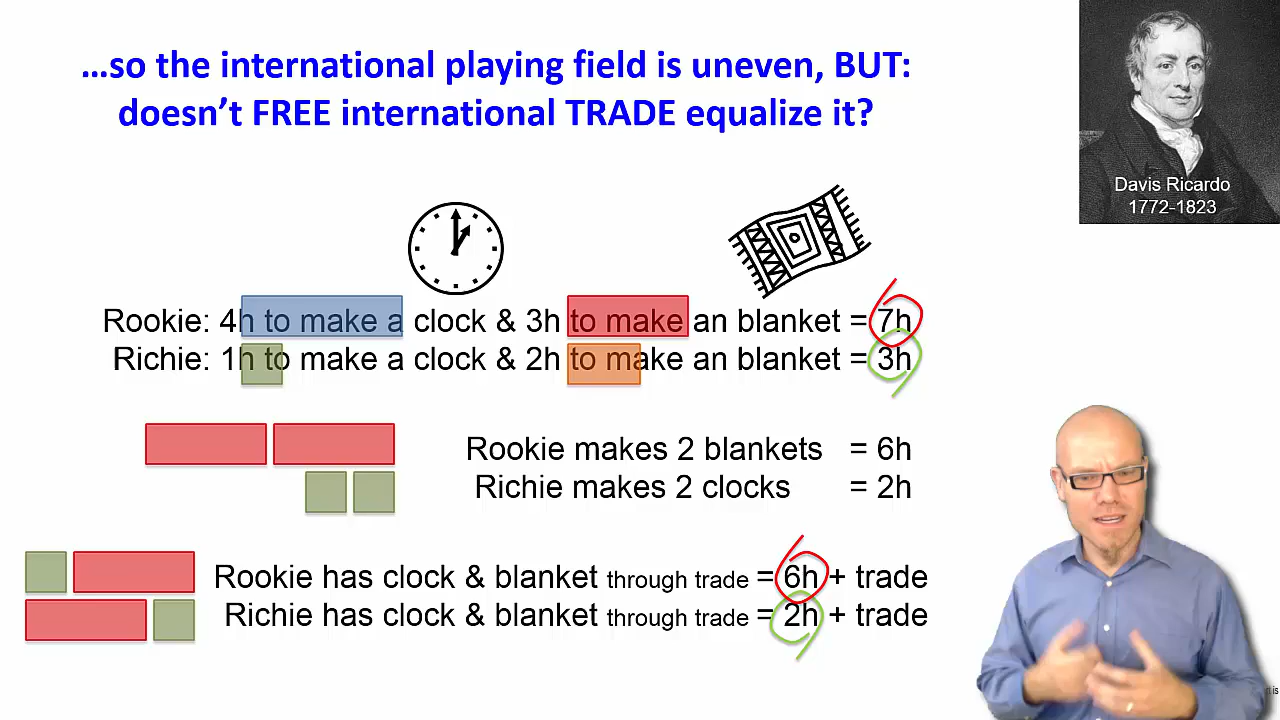 …so the international playing field is uneven, BUT:
doesn’t FREE international TRADE equalize it?
Davis Ricardo
1772-1823
Rookie: 4h to make a clock & 3h to make an blanket = 7h
Richie: 1h to make a clock & 2h to make an blanket = 3h
Rookie makes 2 blankets = 6h
Richie makes 2 clocks = 2h
Rookie has clock & blanket through trade = 6h + trade
Richie has clock & blanket through trade = 2h + trade